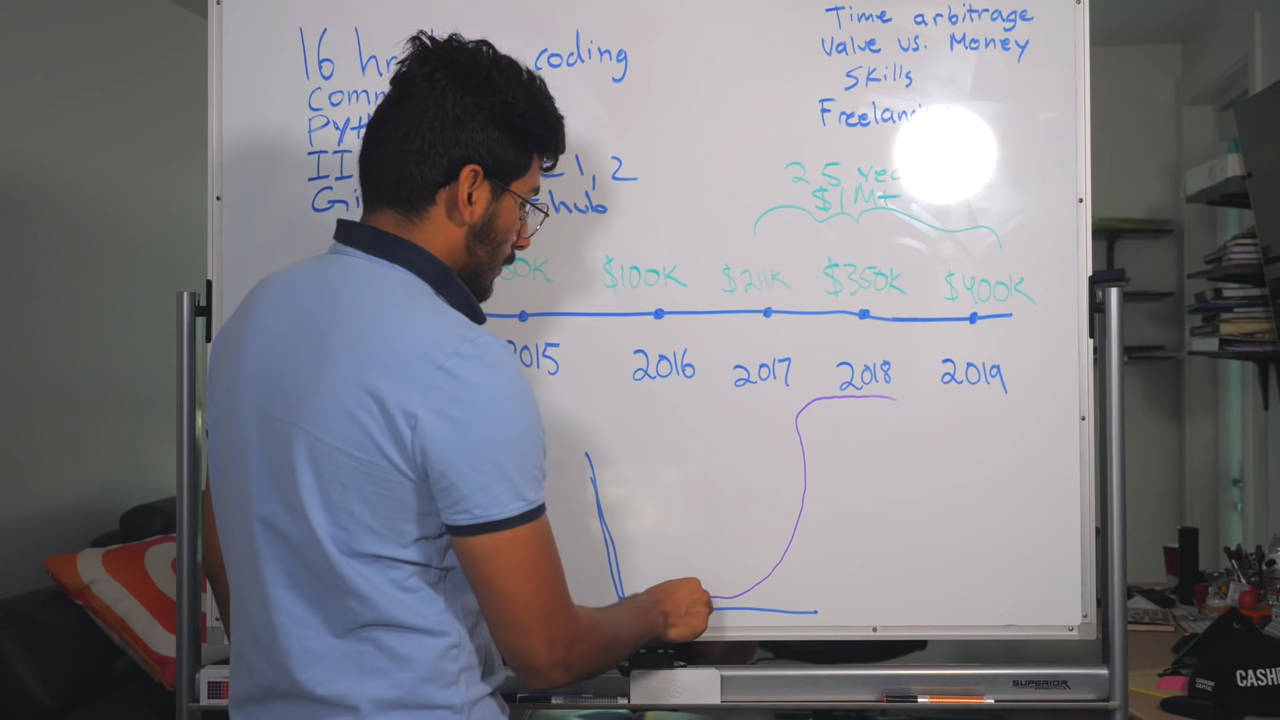 16 hr coding
Comm
Pyth
II 1, 2
Gi hub
Time arbitrage
Value vs. Money
Skills
Freelan
2.5 yea
$1M+
$100K $211K $350K $400K
2015 2016 2017 2018 2019
SUPERIOR
CASH